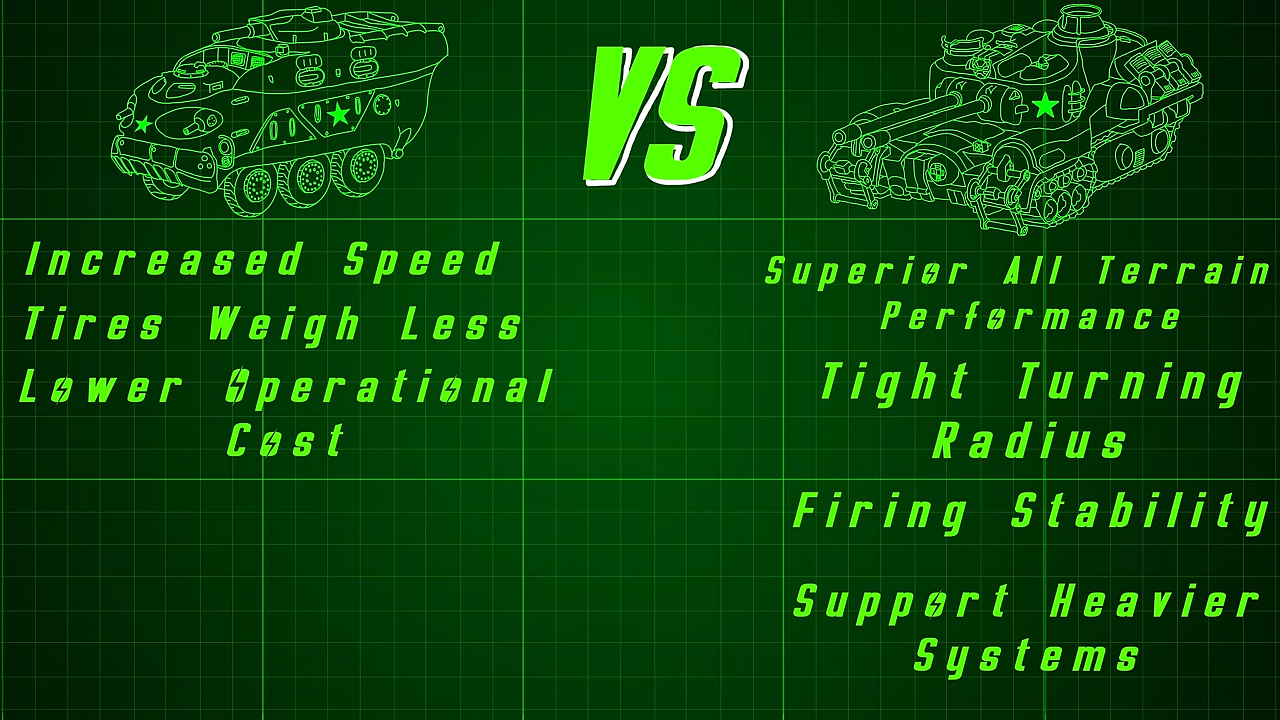 VS
Increased Speed
Tires Weigh Less
Lower Operational
Cost
Superior All Terrain
Performance
Tight Turning
Radius
Firing Stability
Support Heavier
Systems